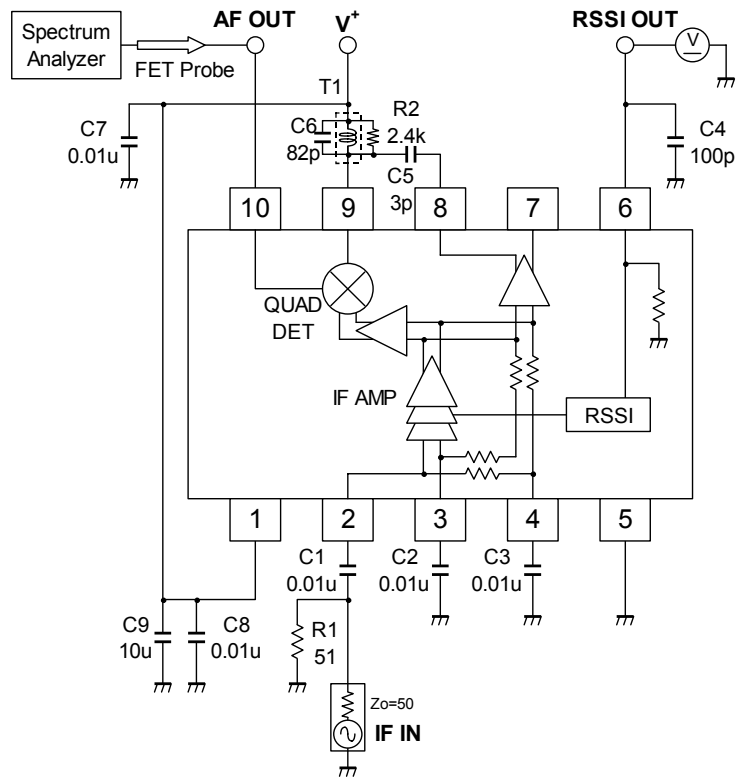 AF OUT
V+
RSSI OUT
Spectrum
Analyzer
FET Probe
V
T1
C7
0.01u
C6
82p
R2
2.4k
C5
3p
C4
100p
10
9
8
7
6
QUAD
DET
IF AMP
RSSI
1
2
3
4
5
C1
0.01u
C2
0.01u
C3
0.01u
C9
10u
C8
0.01u
R1
51
Zo=50
IF IN